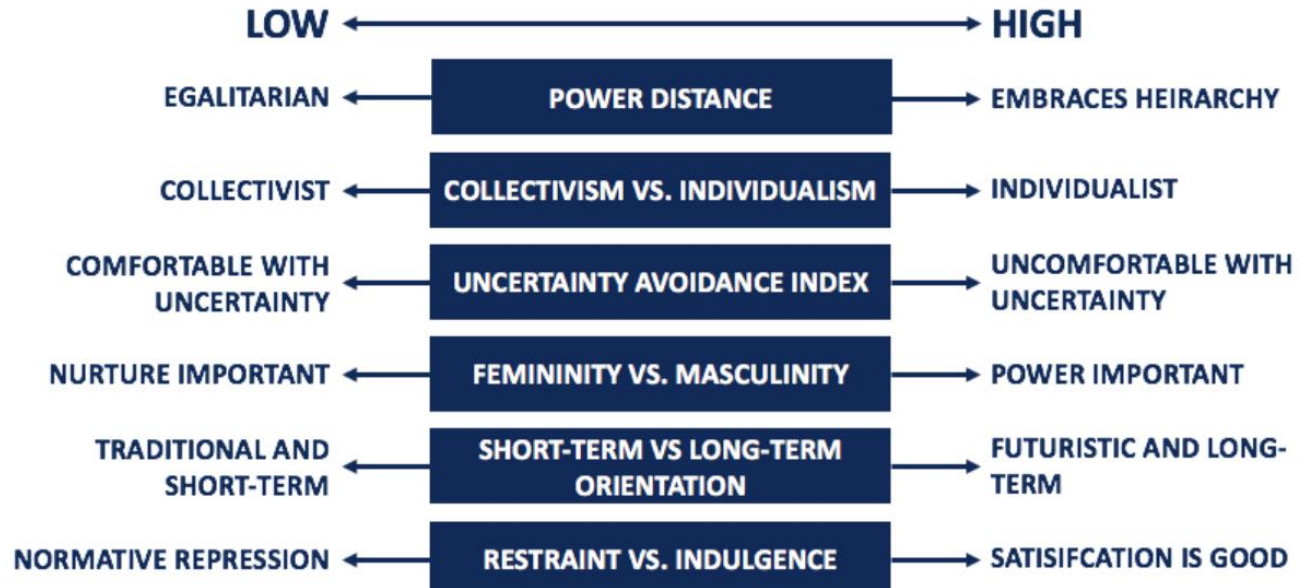 LOW
HIGH
EGALITARIAN
POWER DISTANCE
EMBRACES HEIRARCHY
COLLECTIVIST
COLLECTIVISM VS. INDIVIDUALISM
INDIVIDUALIST
COMFORTABLE WITH
UNCERTAINTY
UNCERTAINTY AVOIDANCE INDEX
UNCOMFORTABLE WITH
UNCERTAINTY
NURTURE IMPORTANT
FEMININITY VS. MASCULINITY
POWER IMPORTANT
TRADITIONAL AND
SHORT-TERM
SHORT-TERM VS LONG-TERM
ORIENTATION
FUTURISTIC AND LONG-
TERM
NORMATIVE REPRESSION
RESTRAINT VS. INDULGENCE
SATISIFCATION IS GOOD